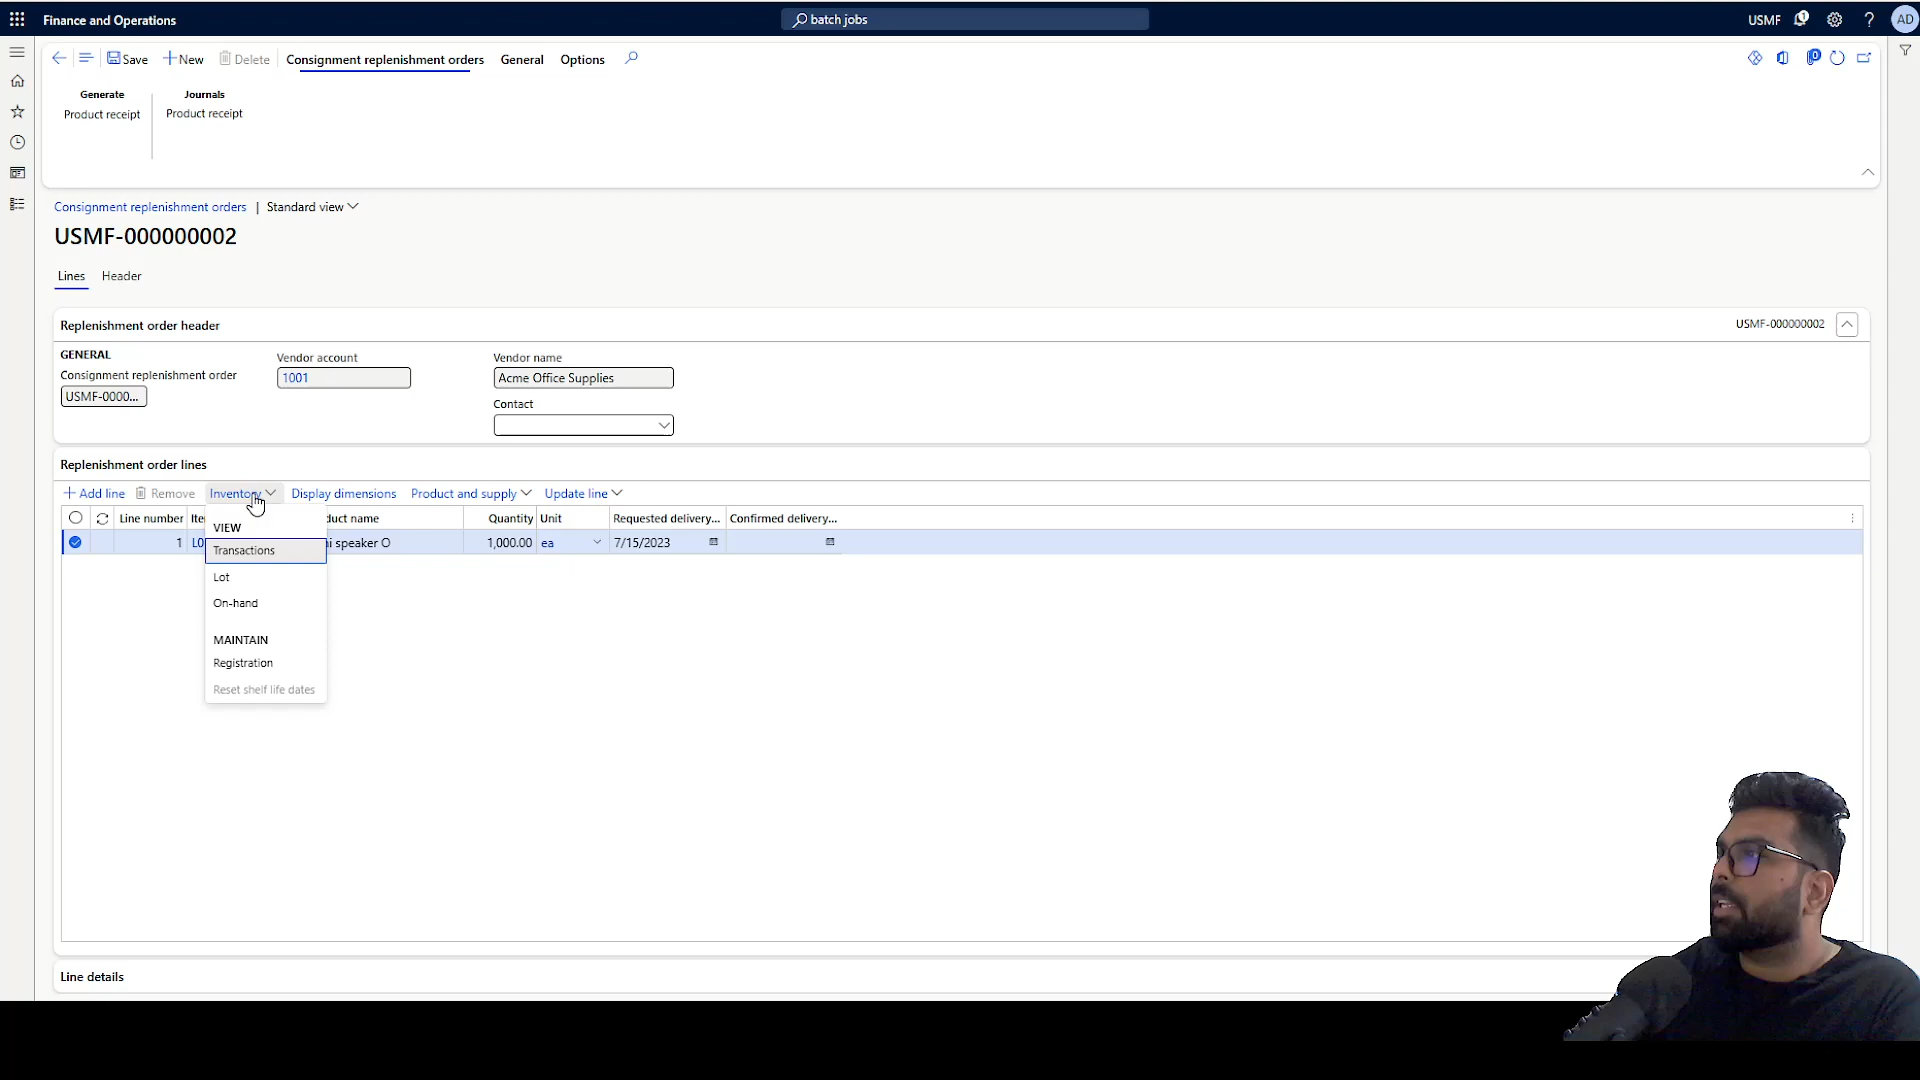 Finance and Operations
batch jobs
USMF
1
?
AD
Save
New
Delete
Consignment replenishment orders
General
Options
0
Generate
Product receipt
Journals
Product receipt
Consignment replenishment orders | Standard view
USMF-000000002
Lines
Header
Replenishment order header
USMF-000000002
GENERAL
Consignment replenishment order
USMF-0000...
Vendor account
1001
Vendor name
Acme Office Supplies
Contact
Replenishment order lines
+ Add line
Remove
Inventory
Display dimensions
Product and supply
Update line
Line number
Quantity
Unit
Requested delivery...
Confirmed delivery...
name
1
speaker O
1,000.00
ea
7/15/2023
VIEW
Transactions
Lot
On-hand
MAINTAIN
Registration
Reset shelf life dates
Line details